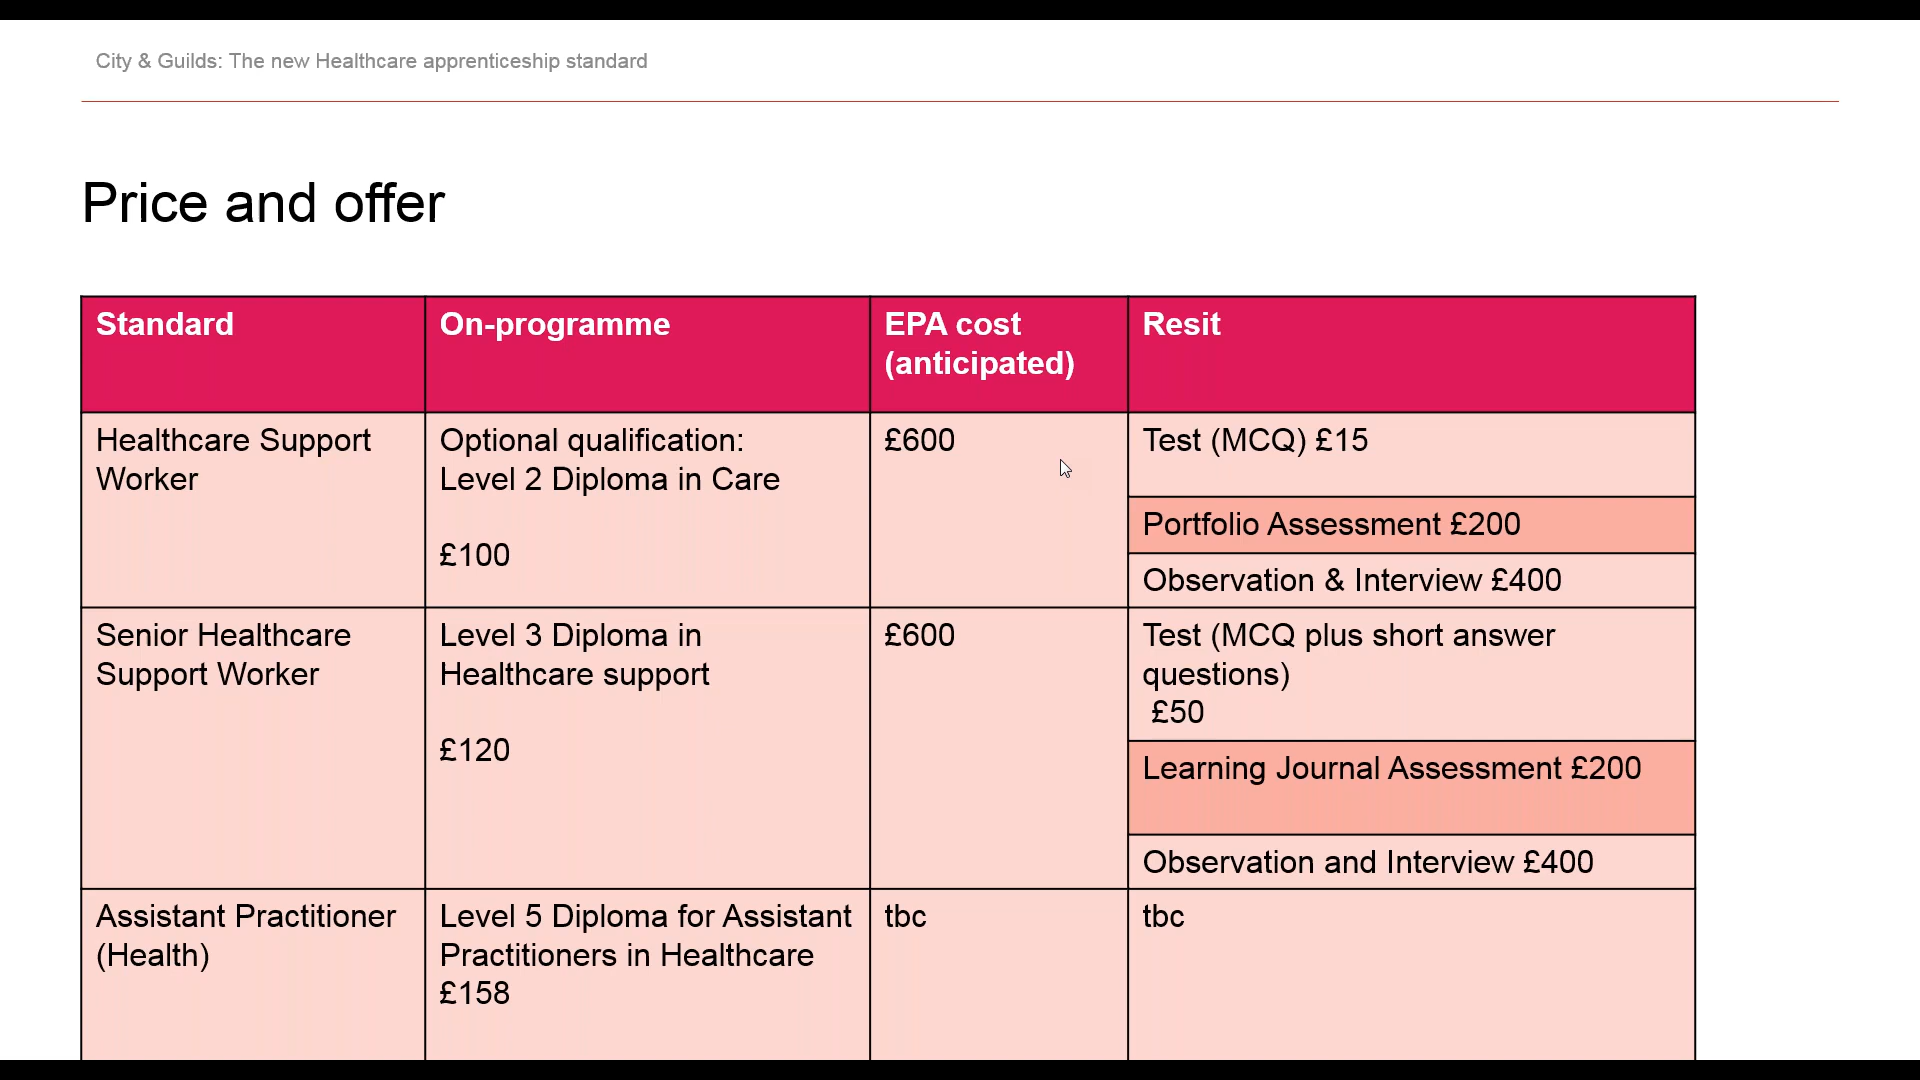 City & Guilds: The new Healthcare apprenticeship standard
Price and offer
Standard
On-programme
EPA cost
(anticipated)
Resit
Healthcare Support
Worker
Optional qualification:
Level 2 Diploma in Care
£100
£600
Test (MCQ) £15
Portfolio Assessment £200
Observation & Interview £400
Senior Healthcare
Support Worker
Level 3 Diploma in
Healthcare support
£120
£600
Test (MCQ plus short answer
questions)
£50
Learning Journal Assessment £200
Observation and Interview £400
Assistant Practitioner
(Health)
Level 5 Diploma for Assistant
Practitioners in Healthcare
£158
tbc
tbc